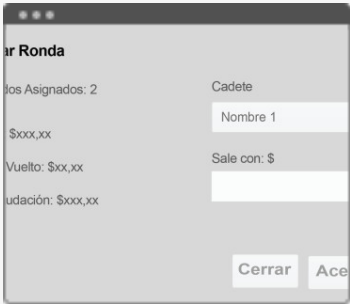 ar Ronda
dos Asignados: 2
$xxx,xx
Vuelto: $xx,xx
udación: $xxx,xx
Cadete
Nombre 1
Sale con: $
Cerrar
Ace